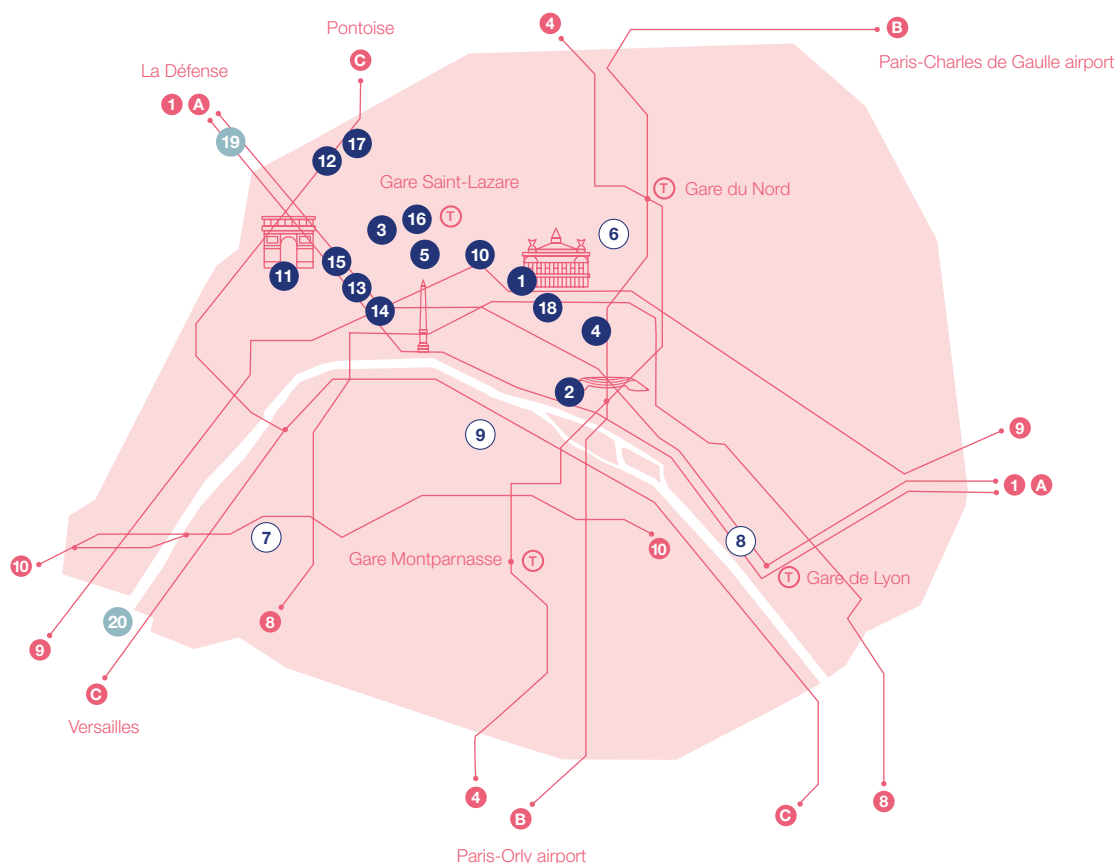 4
B
Pontoise
Paris-Charles de Gaulle airport
C
La Défense
1 A
19
17
12
Gare Saint-Lazare
T Gare du Nord
16 T
3
6
5
10
15
11
1
13
18
14
4
2
9
9
1 A
7
8
10
Gare Montparnasse T
10
T Gare de Lyon
20
8
9
C
Versailles
4
8
B
C
Paris-Orly airport